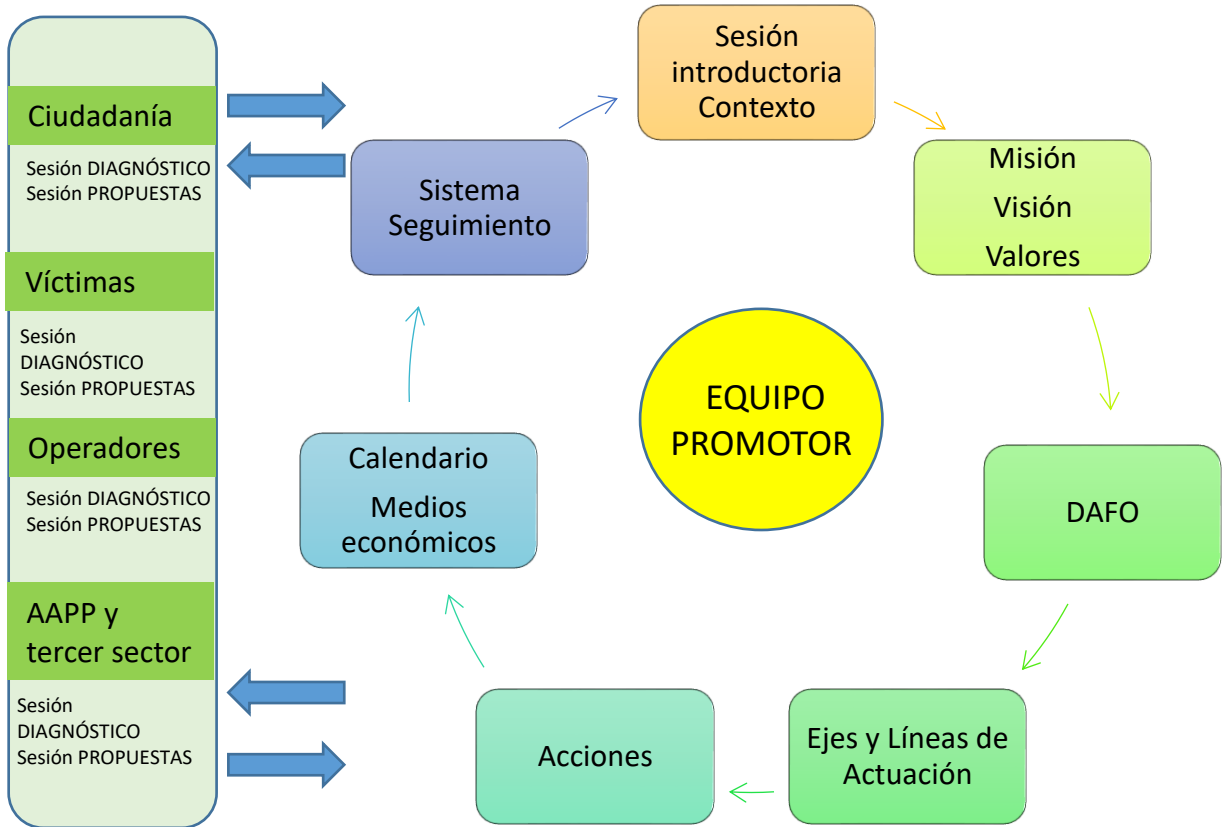 Ciudadanía
Sesión DIAGNÓSTICO
Sesión PROPUESTAS
Víctimas
Sesión
DIAGNÓSTICO
Sesión PROPUESTAS
Operadores
Sesión DIAGNÓSTICO
Sesión PROPUESTAS
AAPP y
tercer sector
Sesión
DIAGNÓSTICO
Sesión PROPUESTAS
Sesión
introductoria
Contexto
Misión
Visión
Valores
DAFO
Ejes y Líneas de
Actuación
Acciones
Calendario
Medios
económicos
Sistema
Seguimiento
EQUIPO
PROMOTOR